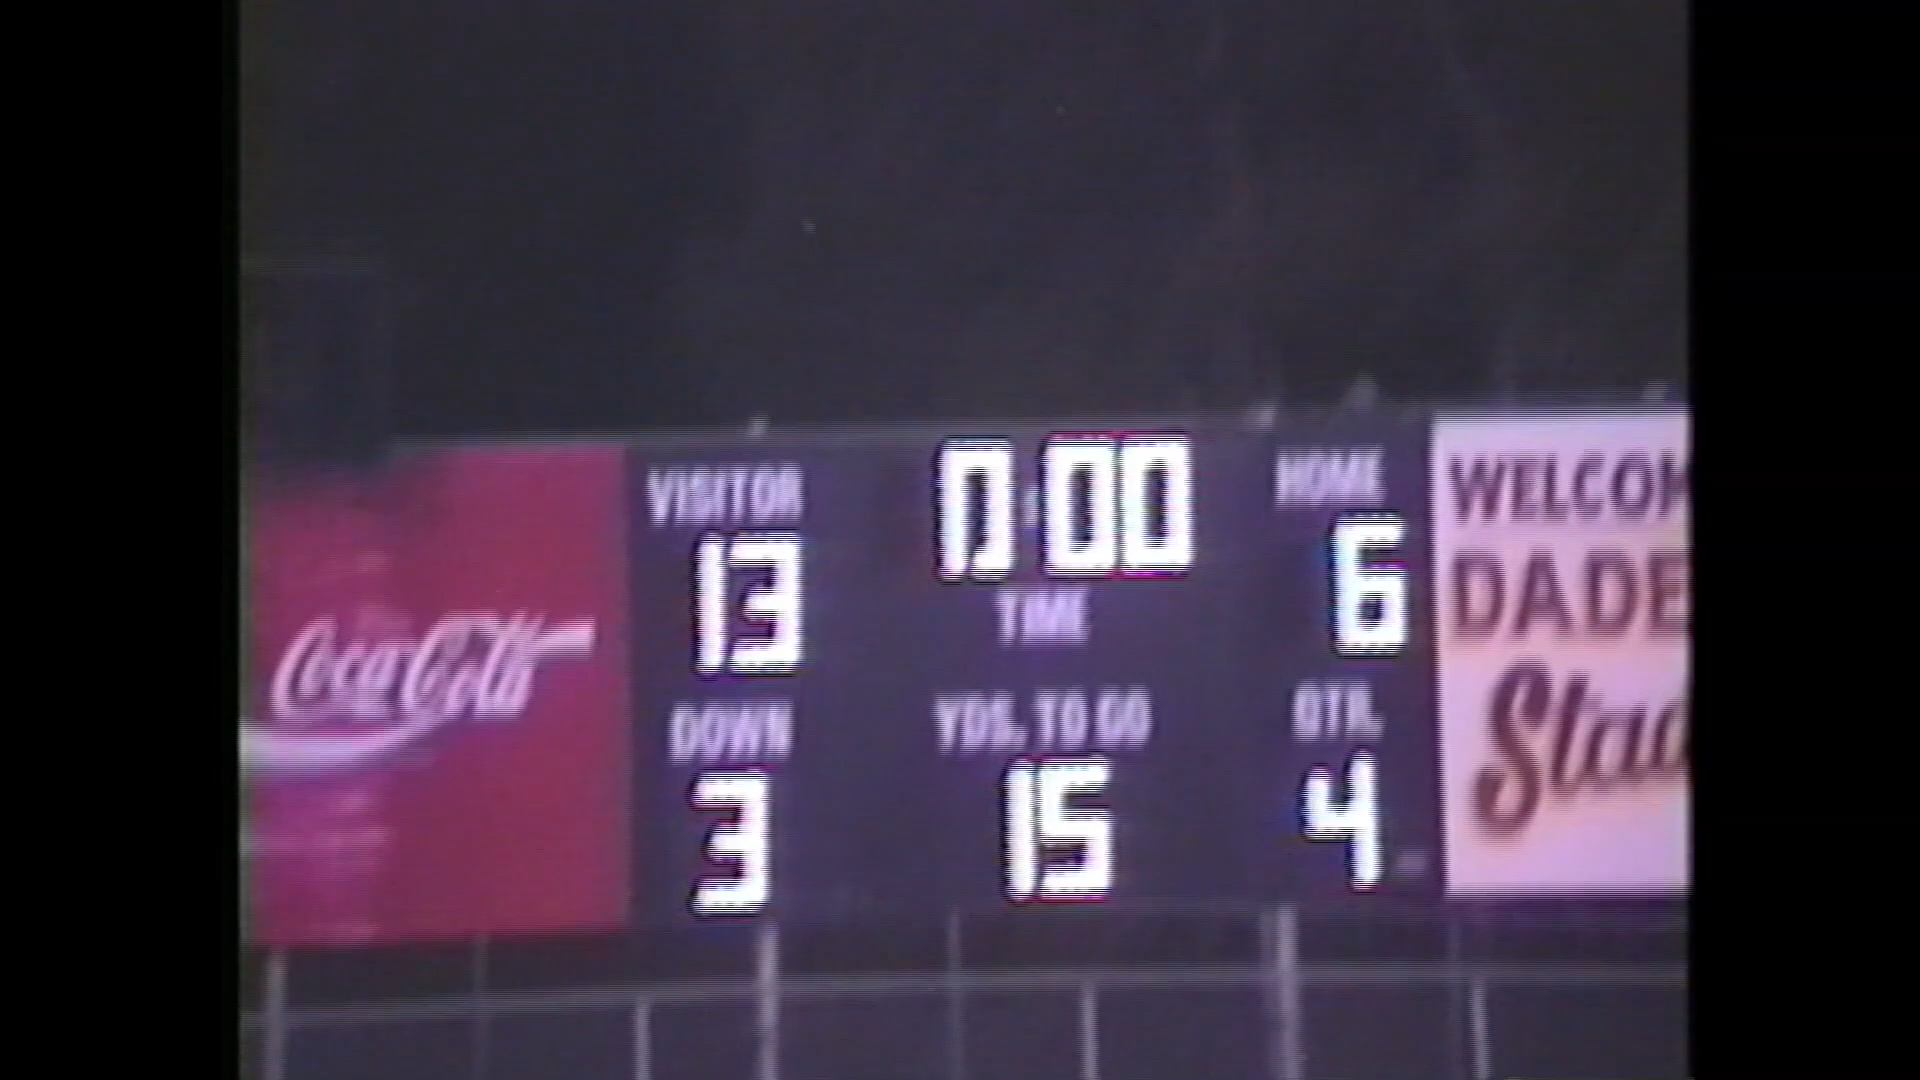 Coca-Cola
VISITOR
13
0:00
TIME
HOME
6
DOWN
3
YDS. TO GO
15
QTR.
4
WELCOM
DADE
Stad